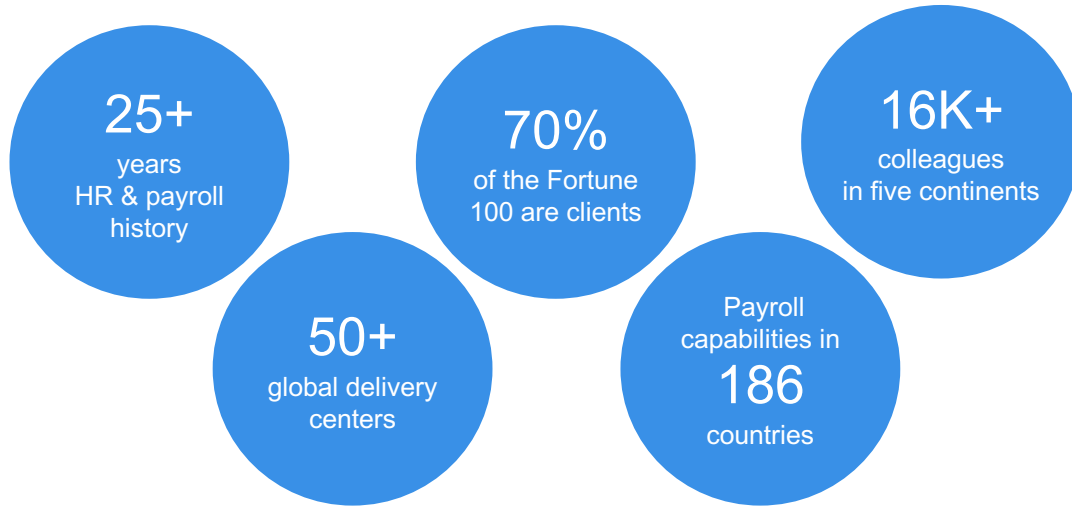 25+
years
HR & payroll
history
50+
global delivery
centers
70%
of the Fortune
100 are clients
Payroll
capabilities in
186
countries
16K+
colleagues
in five continents